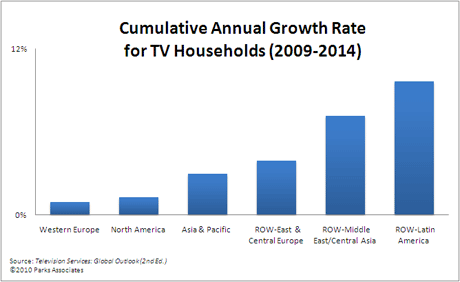 Cumulative Annual Growth Rate
for TV Households (2009-2014)
12%
0%
Western Europe
North America
Asia & Pacific
ROW-East &
Central Europe
ROW-Middle
East/Central Asia
ROW-Latin
America
Source: Television Services: Global Outlook (2nd Ed.)
©2010 Parks Associates